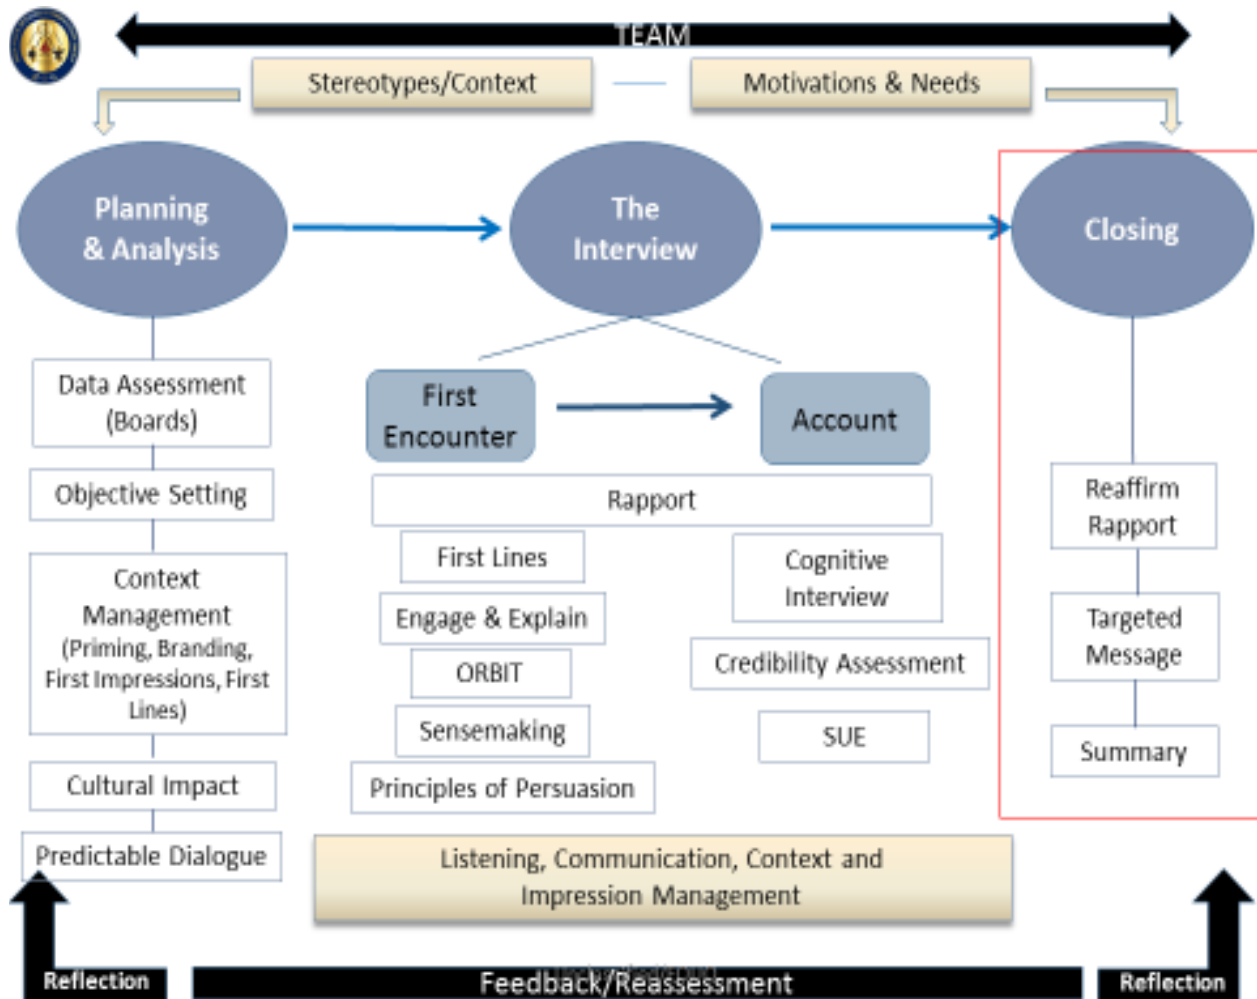 TEAM
Stereotypes/Context
Motivations & Needs
Planning
& Analysis
The
Interview
Closing
Data Assessment
(Boards)
Objective Setting
Context
Management
(Priming, Branding,
First Impressions, First
Lines)
Cultural Impact
Predictable Dialogue
First
Encounter
Account
Rapport
First Lines
Engage & Explain
ORBIT
Sensemaking
Principles of Persuasion
Cognitive
Interview
Credibility Assessment
SUE
Reaffirm
Rapport
Targeted
Message
Summary
Listening, Communication, Context and
Impression Management
Reflection
Feedback/Reassessment
Reflection